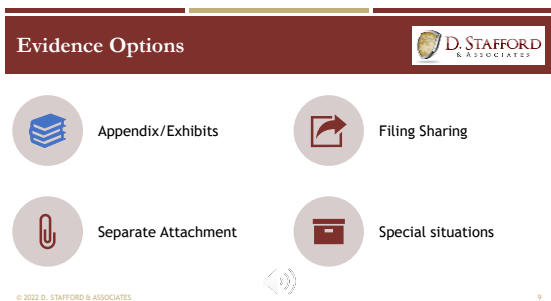 Evidence Options
D. STAFFORD
& ASSOCIATES
Appendix/Exhibits
Filing Sharing
Separate Attachment
Special situations
© 2022 D. STAFFORD & ASSOCIATES
9